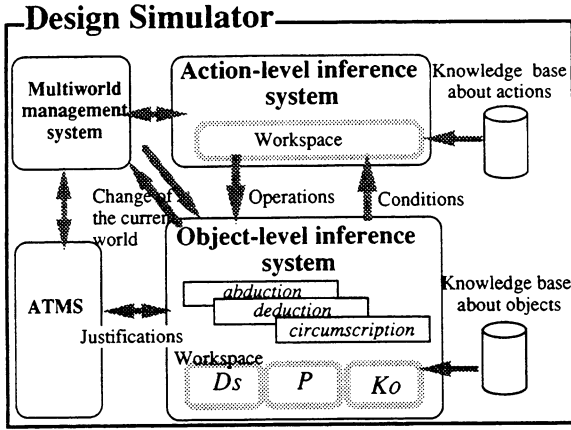 Design Simulator
Multiworld
management
system
Action-level inference
system
Workspace
Knowledge base
about actions
Change of
the current
world
Operations
Conditions
Object-level inference
system
ATMS
Justifications
abduction
deduction
circumscription
Knowledge base
about objects
Workspace
Ds
P
Ko